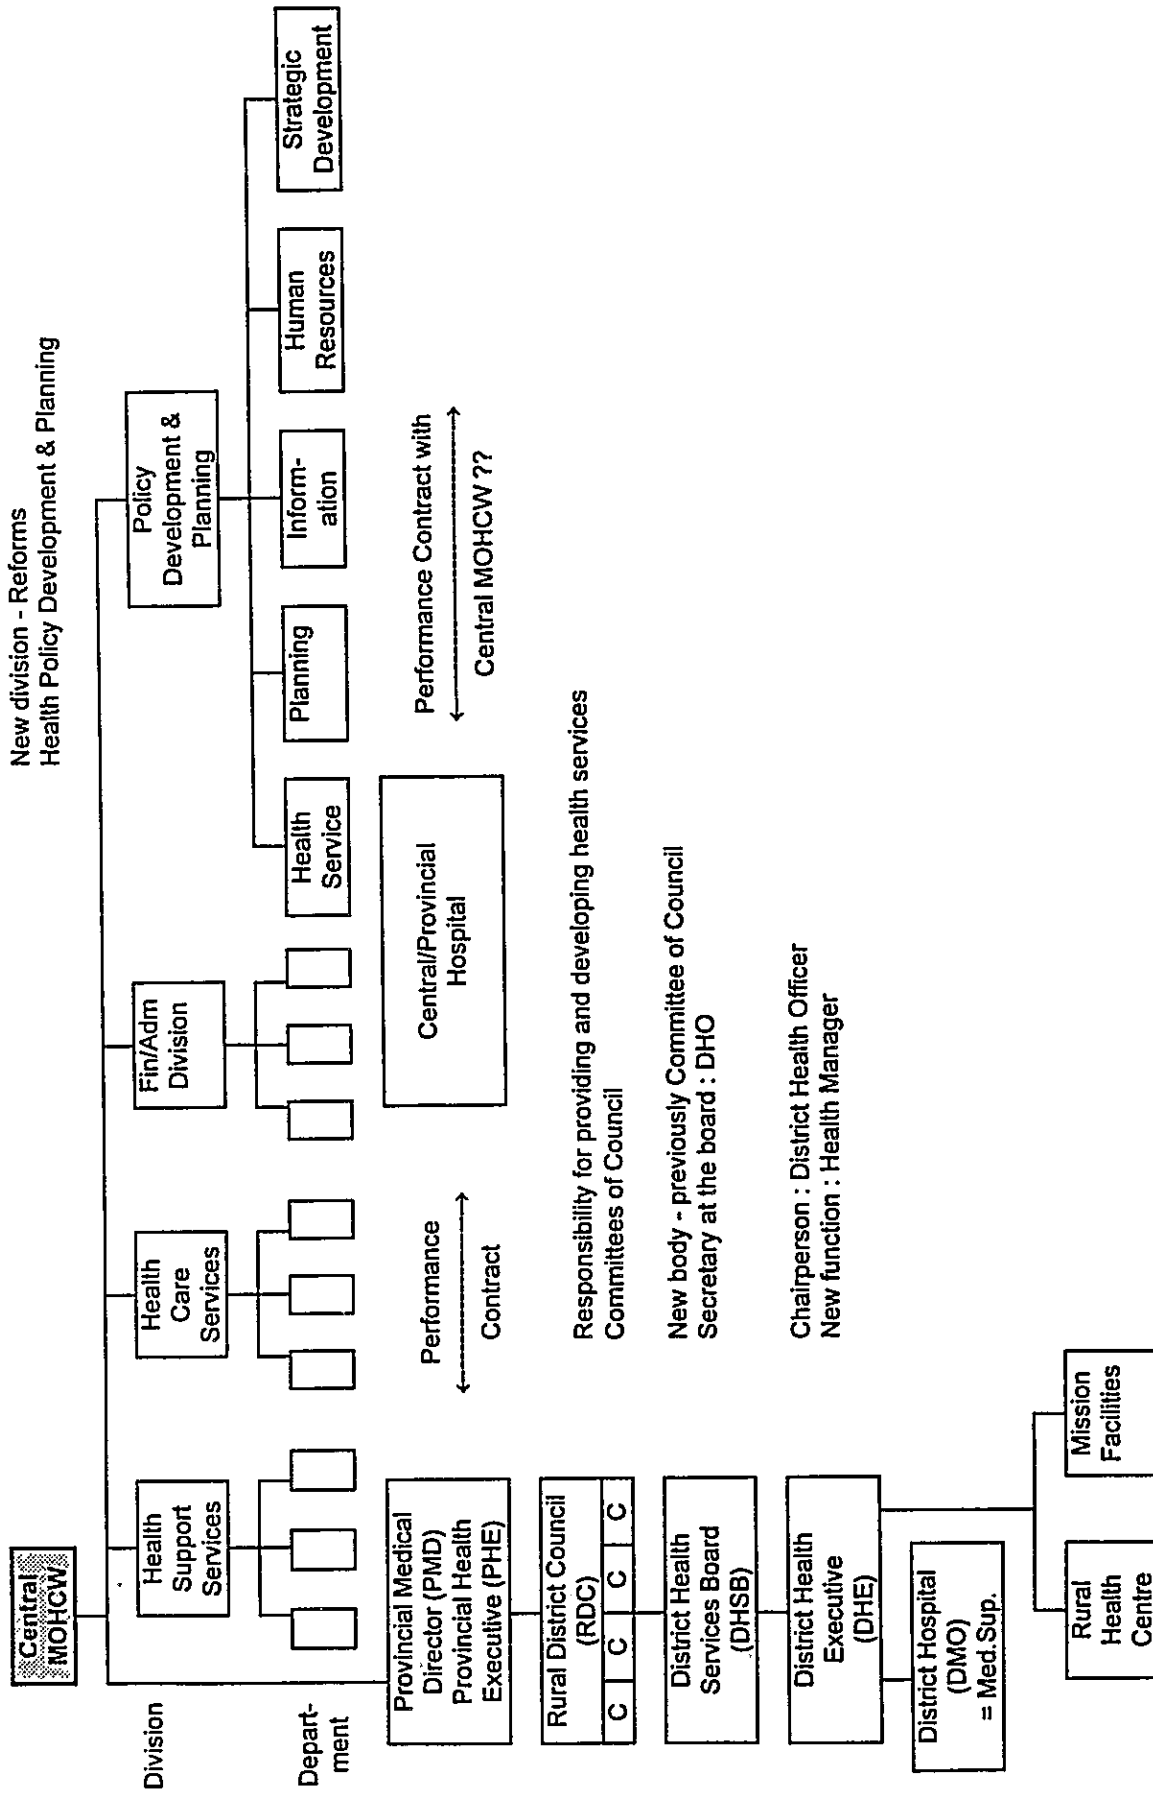 New division - Reforms
Health Policy Development & Planning
Central
MOHCW
Division
Health
Support
Services
Health
Care
Services
Fin/Adm
Division
Policy
Development &
Planning
Depart-
ment
Health
Service
Planning
Inform-
ation
Human
Resources
Strategic
Development
Provincial Medical
Director (PMD)
Provincial Health
Executive (PHE)
Performance
Contract
Central/Provincial
Hospital
Performance Contract with
Central MOHCW ??
Rural District Council
(RDC)
C C C C
Responsibility for providing and developing health services
Committees of Council
District Health
Services Board
(DHSB)
New body - previously Committee of Council
Secretary at the board : DHO
District Health
Executive
(DHE)
Chairperson : District Health Officer
New function : Health Manager
District Hospital
(DMO)
= Med.Sup.
Rural
Health
Centre
Mission
Facilities